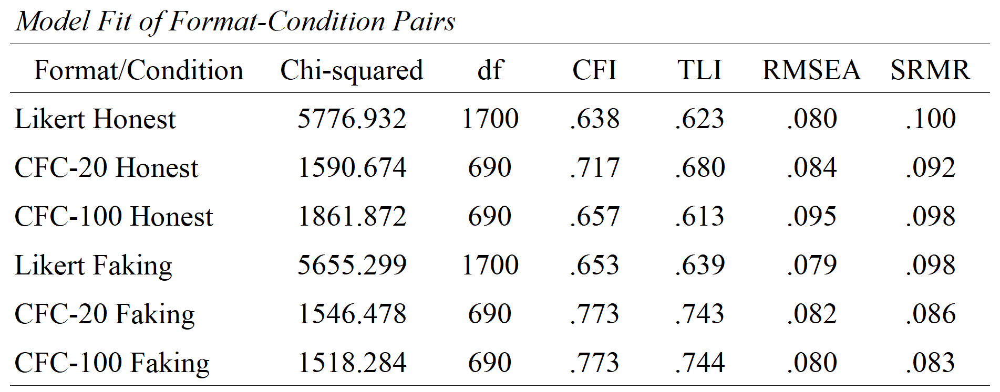 Model Fit of Format-Condition Pairs
Format/Condition Chi-squared df CFI TLI RMSEA SRMR
Likert Honest 5776.932 1700 .638 .623 .080 .100
CFC-20 Honest 1590.674 690 .717 .680 .084 .092
CFC-100 Honest 1861.872 690 .657 .613 .095 .098
Likert Faking 5655.299 1700 .653 .639 .079 .098
CFC-20 Faking 1546.478 690 .773 .743 .082 .086
CFC-100 Faking 1518.284 690 .773 .744 .080 .083